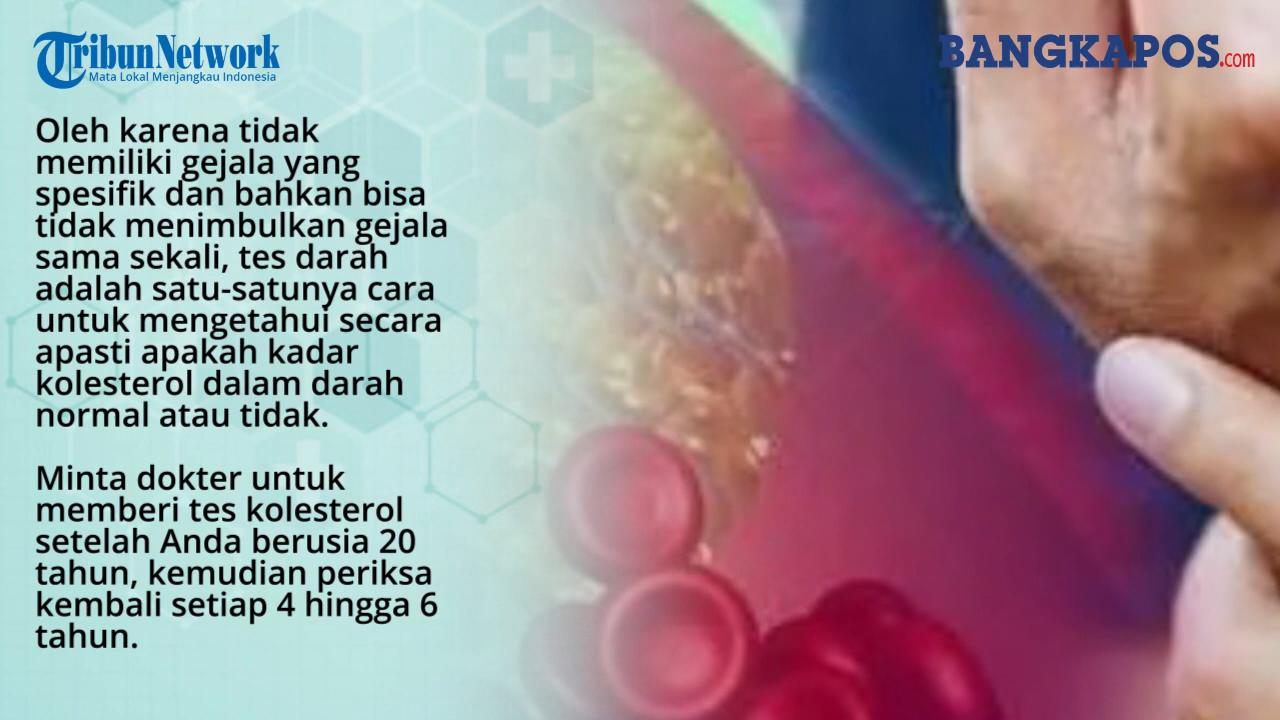 TribunNetwork
Mata Lokal Menjangkau Indonesia
BANGKAPOS.com
Oleh karena tidak
memiliki gejala yang
spesifik dan bahkan bisa
tidak menimbulkan gejala
sama sekali, tes darah
adalah satu-satunya cara
untuk mengetahui secara
apasti apakah kadar
kolesterol dalam darah
normal atau tidak.
Minta dokter untuk
memberi tes kolesterol
setelah Anda berusia 20
tahun, kemudian periksa
kembali setiap 4 hingga 6
tahun.